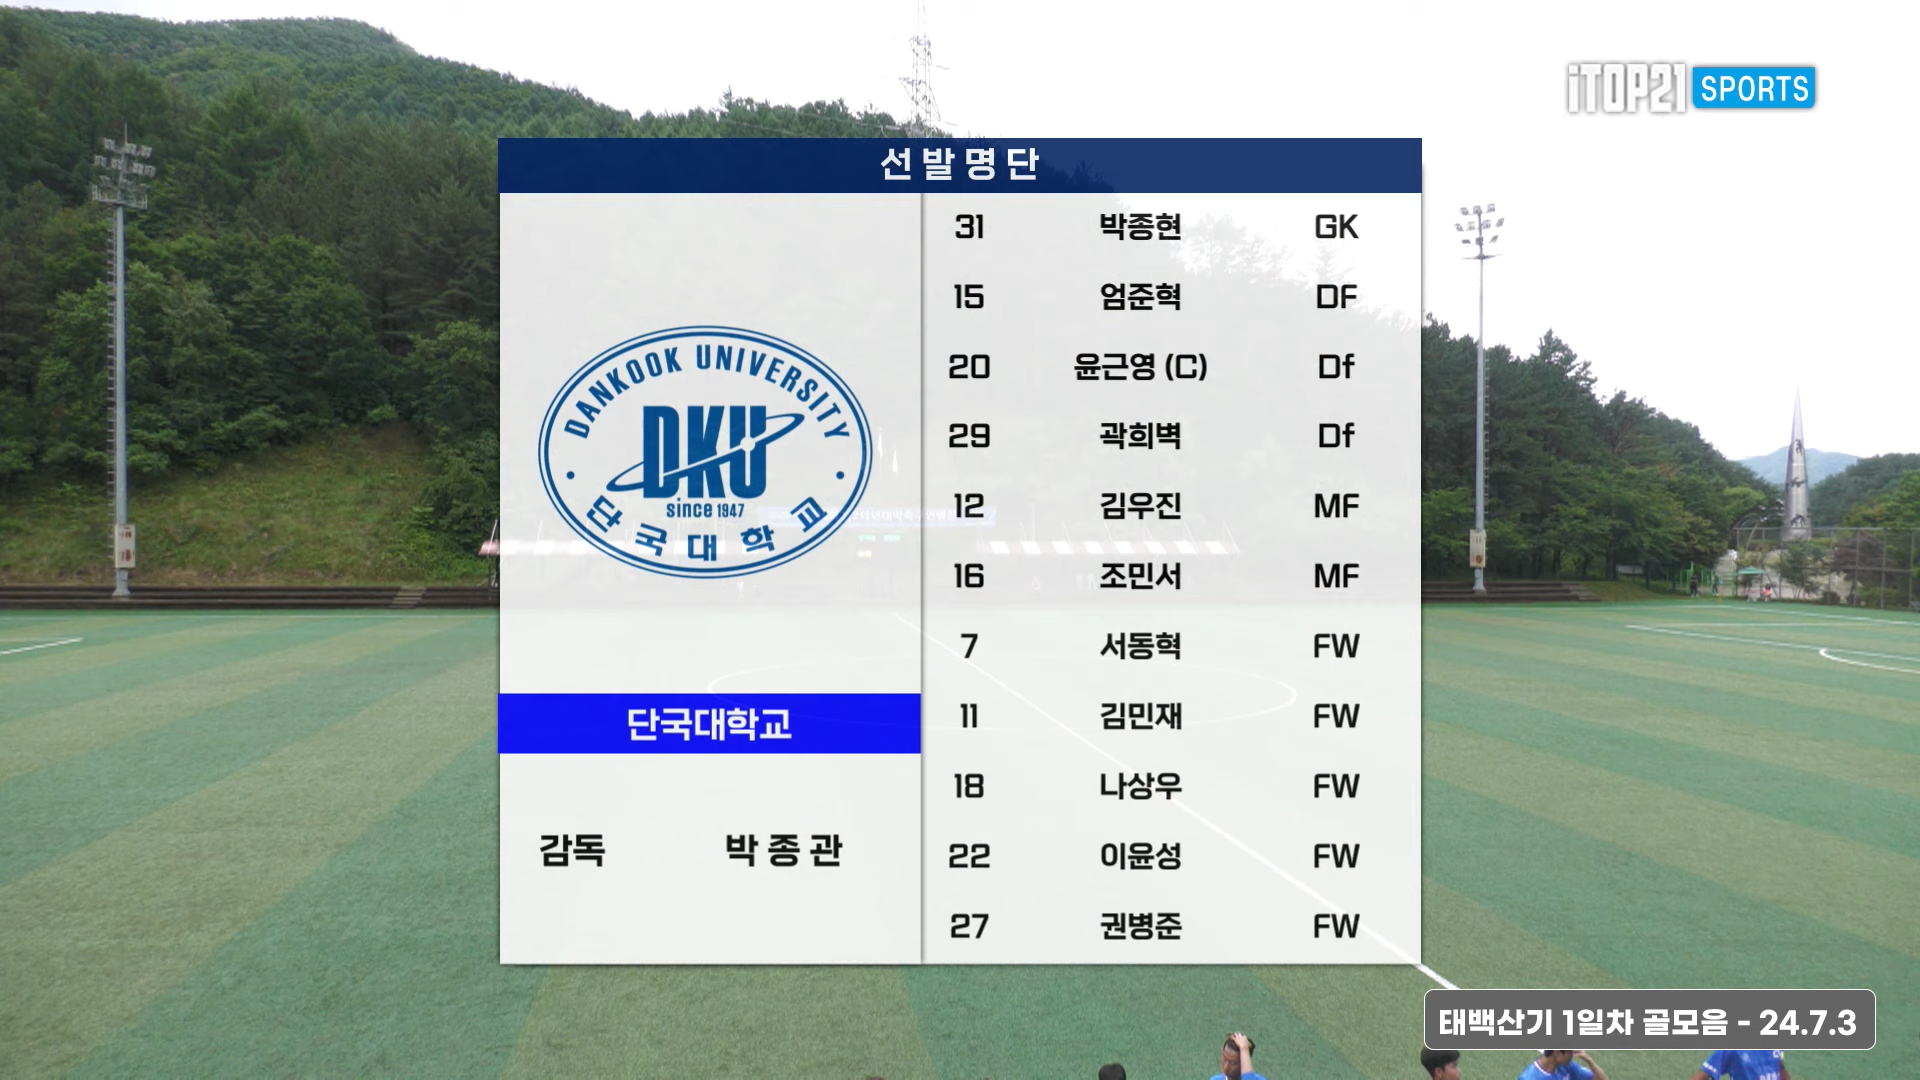 iTOP21 SPORTS
선발명단
DANKOOK UNIVERSITY
DKU
since 1947
단국대학교
단국대학교
감독 박종관
31 박종현 GK
15 엄준혁 DF
20 윤근영 (C) Df
29 곽희벽 Df
12 김우진 MF
16 조민서 MF
7 서동혁 FW
11 김민재 FW
18 나상우 FW
22 이윤성 FW
27 권병준 FW
태백산기 1일차 골모음 - 24.7.3